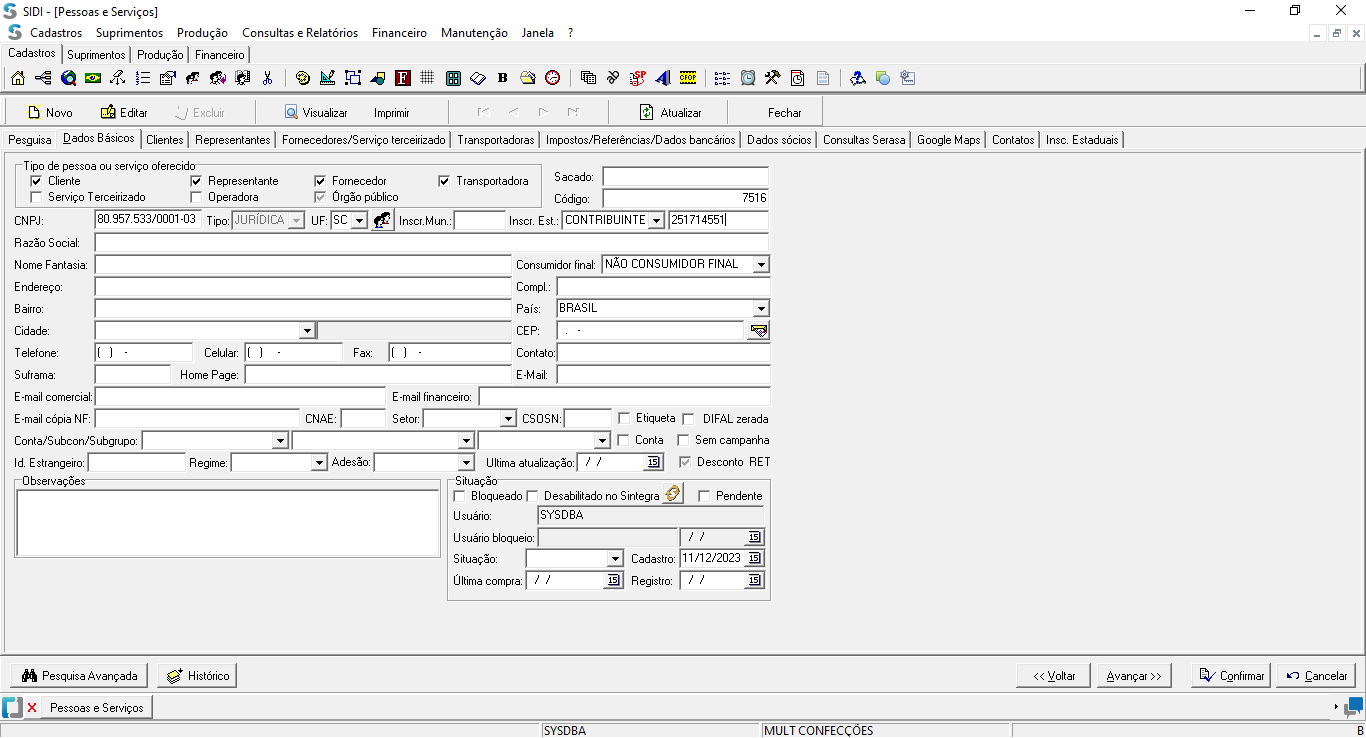 SIDI - [Pessoas e Serviços]
Cadastros Suprimentos Produção Consultas e Relatórios Financeiro Manutenção Janela ?
Cadastros Suprimentos Produção Financeiro
F B SP CFOP
Novo Editar Excluir Visualizar Imprimir Atualizar Fechar
Pesquisa Dados Básicos Clientes Representantes Fornecedores/Serviço terceirizado Transportadoras Impostos/Referências/Dados bancários Dados sócios Consultas Serasa Google Maps Contatos Insc. Estaduais
Tipo de pessoa ou serviço oferecido
Cliente Representante Fornecedor Transportadora
Serviço Terceirizado Operadora Órgão público
Sacado:
Código: 7516
CNPJ: 80.957.533/0001-03 Tipo: JURÍDICA UF: SC Inscr.Mun.: Inscr. Est.: CONTRIBUINTE 251714551
Razão Social:
Nome Fantasia: Consumidor final: NÃO CONSUMIDOR FINAL
Endereço: Compl.:
Bairro: País: BRASIL
Cidade: CEP: . -
Telefone: ( ) - Celular: ( ) - Fax: ( ) - Contato:
Suframa: Home Page: E-Mail:
E-mail comercial: E-mail financeiro:
E-mail cópia NF: CNAE: Setor: CSOSN: Etiqueta DIFAL zerada
Conta/Subcon/Subgrupo: Conta Sem campanha
Id. Estrangeiro: Regime: Adesão: Ultima atualização: / / 15 Desconto RET
Observações
Situação
Bloqueado Desabilitado no Sintegra Pendente
Usuário: SYSDBA
Usuário bloqueio: / / 15
Situação: Cadastro: 11/12/2023 15
Última compra: / / 15 Registro: / / 15
Pesquisa Avançada Histórico << Voltar Avançar >> Confirmar Cancelar
Pessoas e Serviços
SYSDBA MULT CONFECÇÕES B